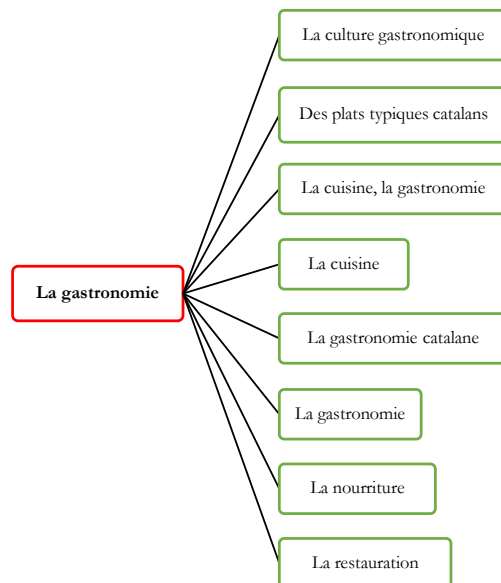 La culture gastronomique
Des plats typiques catalans
La cuisine, la gastronomie
La cuisine
La gastronomie
La gastronomie catalane
La gastronomie
La nourriture
La restauration